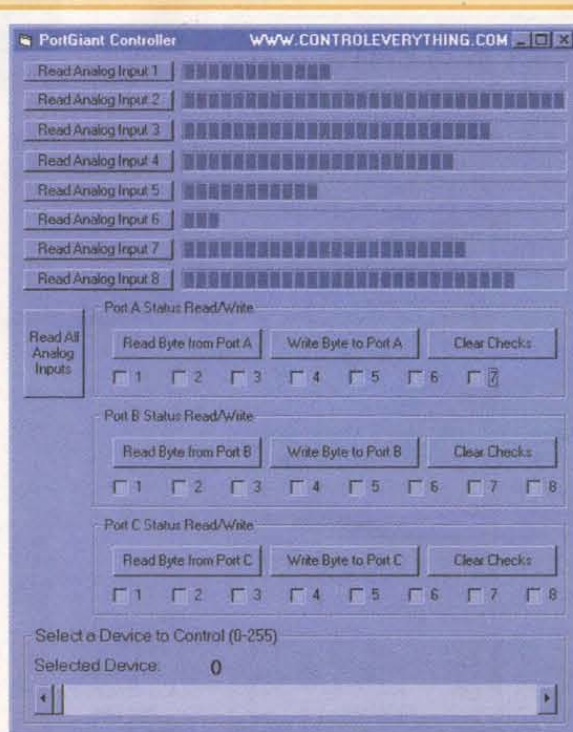 PortGiant Controller WWW.CONTROLEVERYTHING.COM
Read Analog Input 1
Read Analog Input 2
Read Analog Input 3
Read Analog Input 4
Read Analog Input 5
Read Analog Input 6
Read Analog Input 7
Read Analog Input 8
Read All
Analog
Inputs
Port A Status Read/Write
Read Byte from Port A Write Byte to Port A Clear Checks
1 2 3 4 5 6 7
Port B Status Read/Write
Read Byte from Port B Write Byte to Port B Clear Checks
1 2 3 4 5 6 7 8
Port C Status Read/Write
Read Byte from Port C Write Byte to Port C Clear Checks
1 2 3 4 5 6 7 8
Select a Device to Control (0-255)
Selected Device: 0